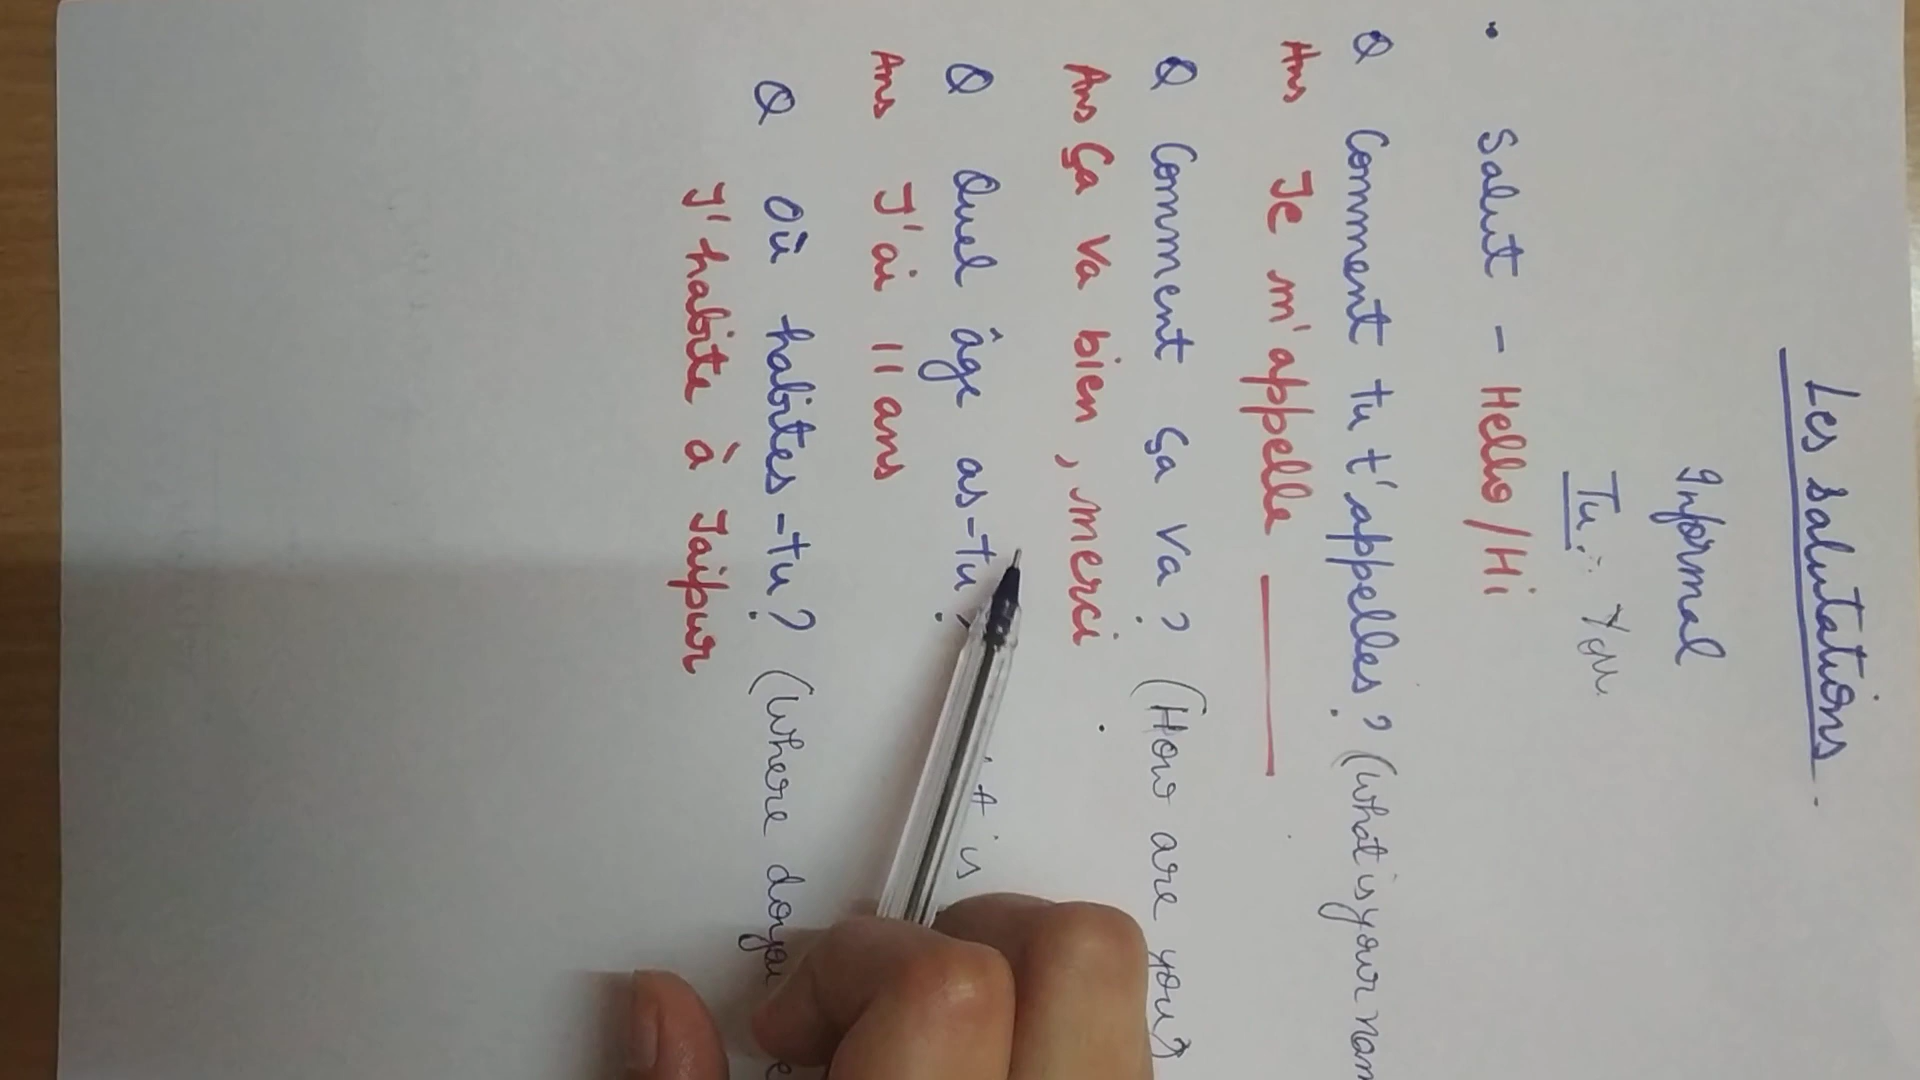 Les salutations
Informal
Tu : You
• Salut - Hello/Hi
Q Comment tu t'appelles? (What is your nam
Ans Je m'appelle
Q Comment ça va? (How are you?)
Ans Ça va bien, merci.
Q Quel âge as-tu? is
Ans J'ai 11 ans
Q Où habites-tu? (Where do you
J'habite à Jaipur